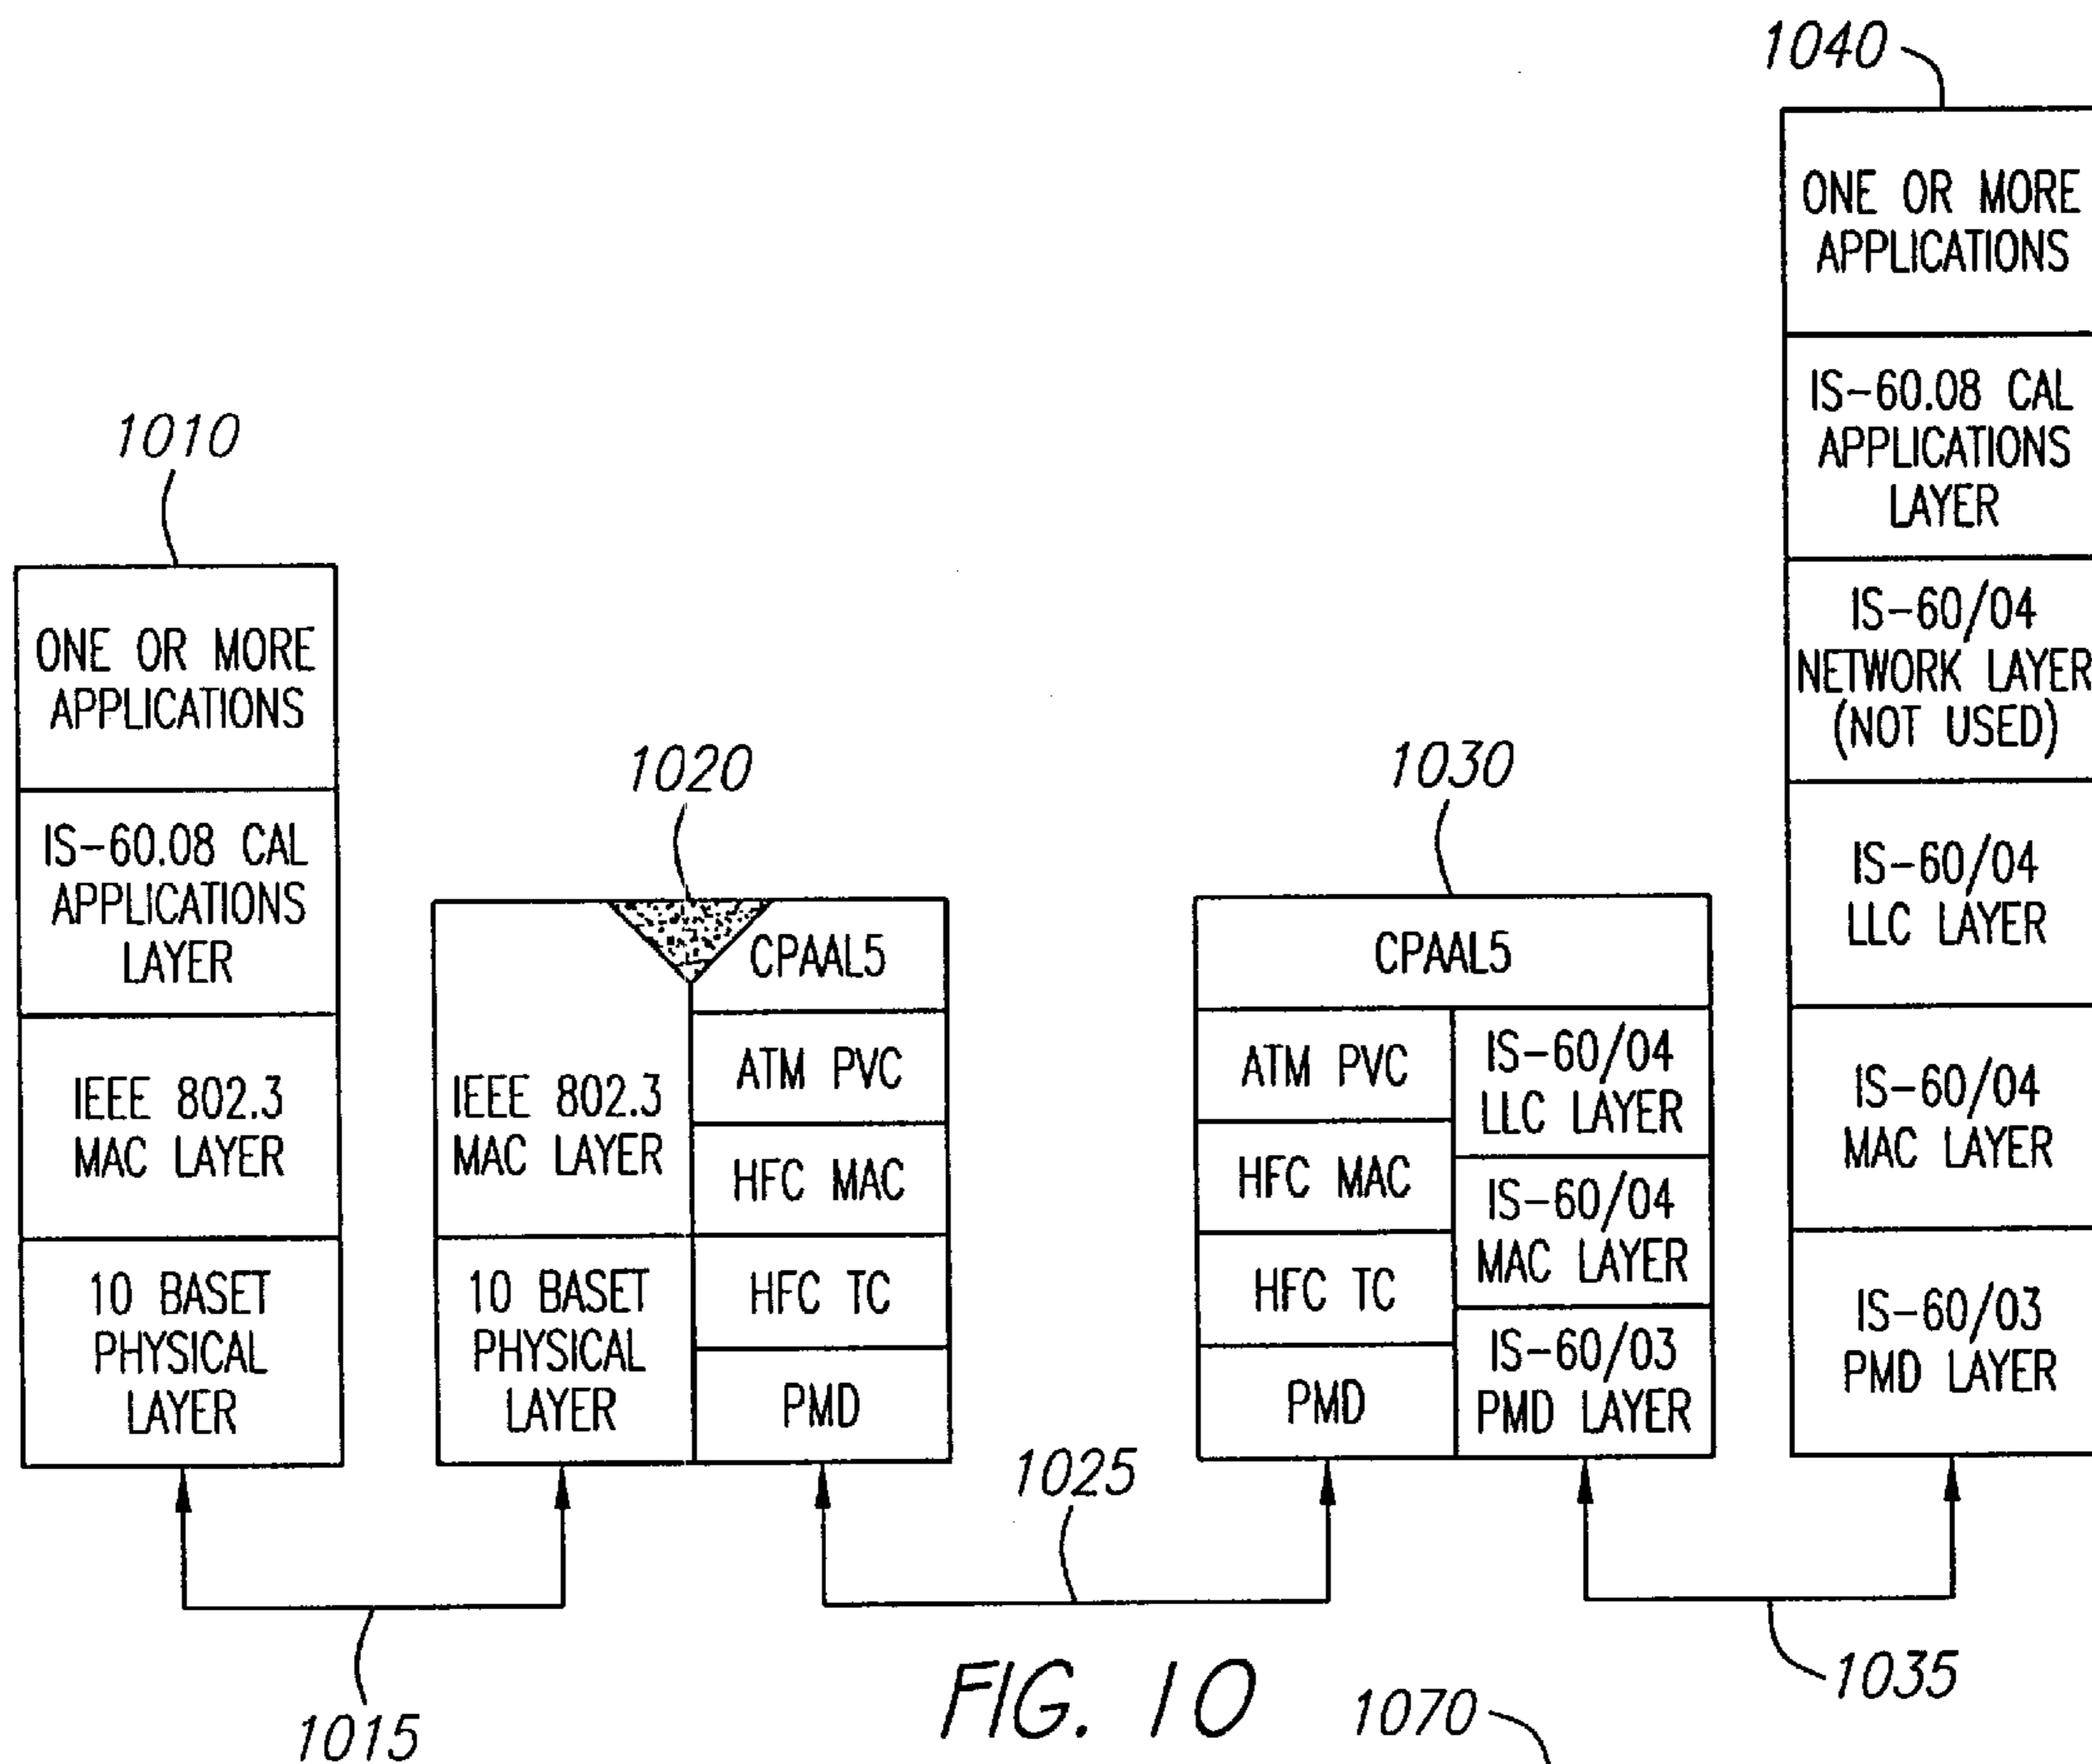 1040
ONE OR MORE
APPLICATIONS
IS-60.08 CAL
APPLICATIONS
LAYER
IS-60/04
NETWORK LAYER
(NOT USED)
IS-60/04
LLC LAYER
IS-60/04
MAC LAYER
IS-60/03
PMD LAYER
1010
ONE OR MORE
APPLICATIONS
IS-60.08 CAL
APPLICATIONS
LAYER
IEEE 802.3
MAC LAYER
10 BASET
PHYSICAL
LAYER
1020
IEEE 802.3
MAC LAYER
10 BASET
PHYSICAL
LAYER
CPAAL5
ATM PVC
HFC MAC
HFC TC
PMD
1030
CPAAL5
ATM PVC
HFC MAC
HFC TC
PMD
IS-60/04
LLC LAYER
IS-60/04
MAC LAYER
IS-60/03
PMD LAYER
1025
1015
1035
FIG. 10
1070